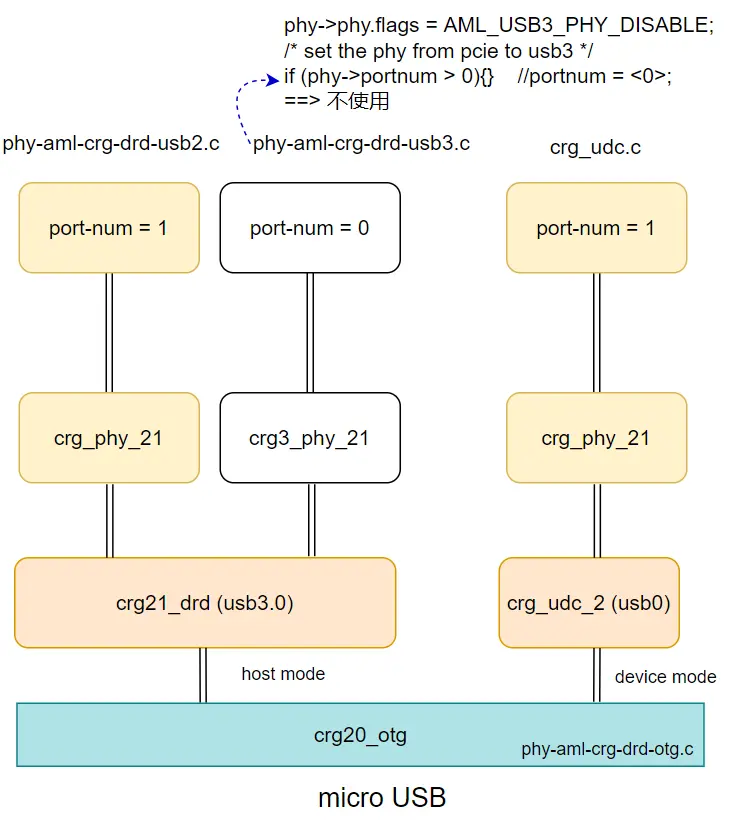 phy->phy.flags = AML_USB3_PHY_DISABLE;
/* set the phy from pcie to usb3 */
if (phy->portnum > 0){}    //portnum = <0>;
==> 不使用
phy-aml-crg-drd-usb2.c
phy-aml-crg-drd-usb3.c
crg_udc.c
port-num = 1
port-num = 0
port-num = 1
crg_phy_21
crg3_phy_21
crg_phy_21
crg21_drd (usb3.0)
crg_udc_2 (usb0)
host mode
device mode
crg20_otg
phy-aml-crg-drd-otg.c
micro USB